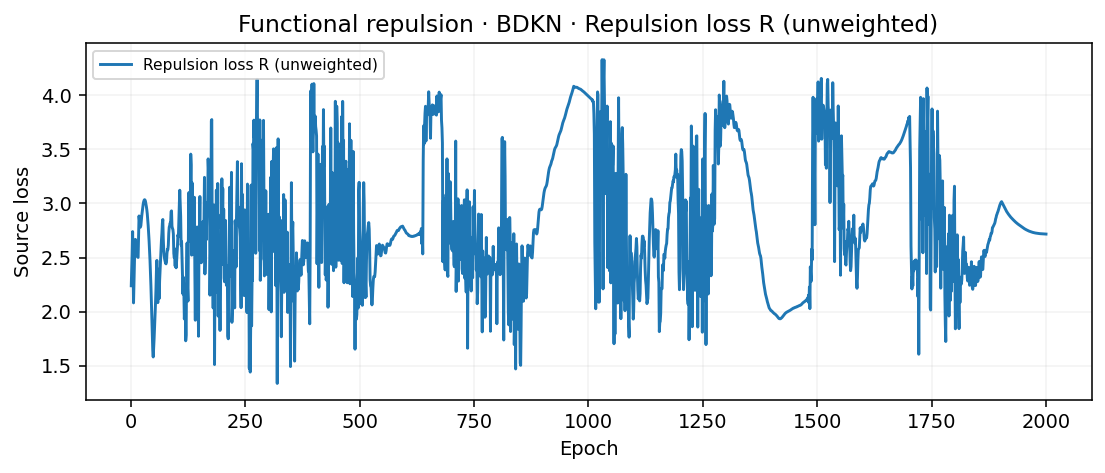 Functional repulsion · BDKN · Repulsion loss R (unweighted)
Repulsion loss R (unweighted)
Source loss
4.0
3.5
3.0
2.5
2.0
1.5
0 250 500 750 1000 1250 1500 1750 2000
Epoch